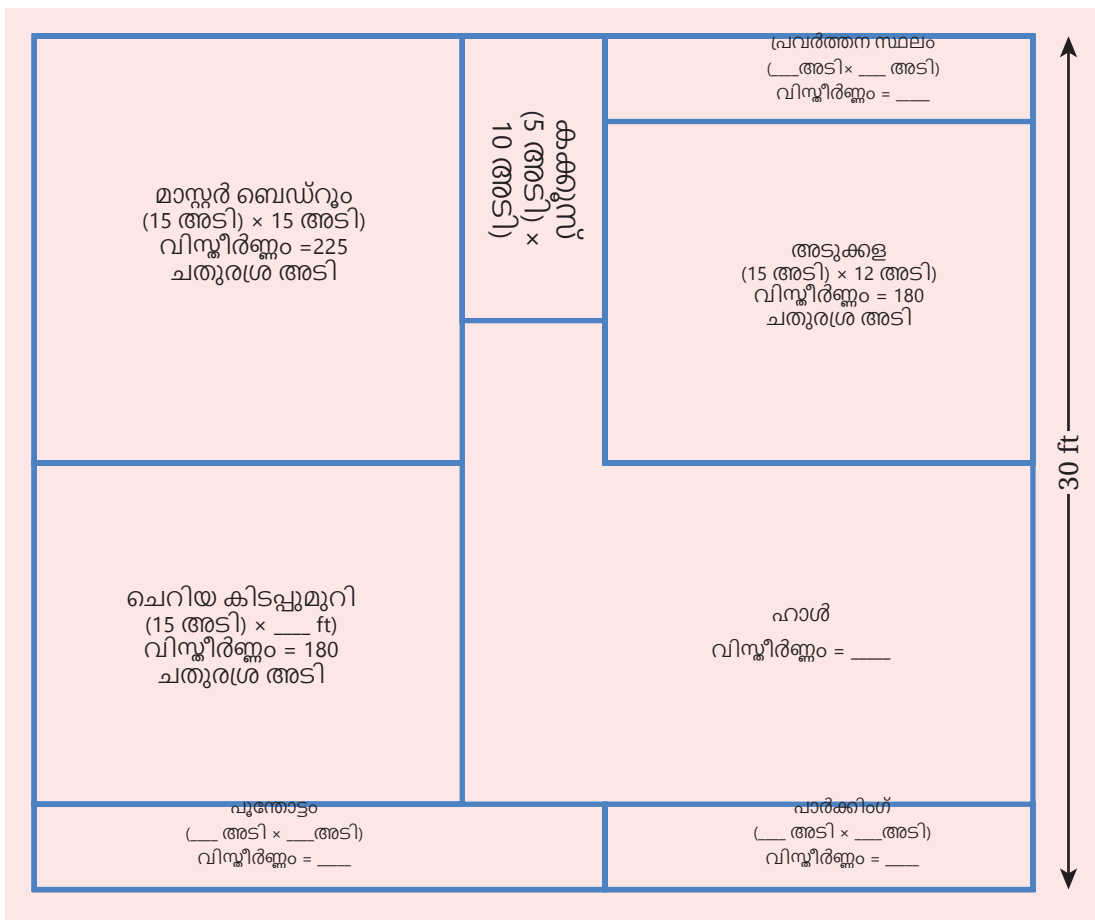 മാസ്റ്റർ ബെഡ്റൂം
(15 അടി) × 15 അടി)
വിസ്തീർണ്ണം =225
ചതുരശ്ര അടി
കക്കൂസ്
(5 അടി) ×
10 അടി)
പ്രവർത്തന സ്ഥലം
(___അടി× ___ അടി)
വിസ്തീർണ്ണം = ____
അടുക്കള
(15 അടി) × 12 അടി)
വിസ്തീർണ്ണം = 180
ചതുരശ്ര അടി
30 ft
ചെറിയ കിടപ്പുമുറി
(15 അടി) × ___ ft)
വിസ്തീർണ്ണം = 180
ചതുരശ്ര അടി
ഹാൾ
വിസ്തീർണ്ണം = ____
പൂന്തോട്ടം
(___ അടി × ___അടി)
വിസ്തീർണ്ണം = ____
പാർക്കിംഗ്
(___ അടി × ___അടി)
വിസ്തീർണ്ണം = ____